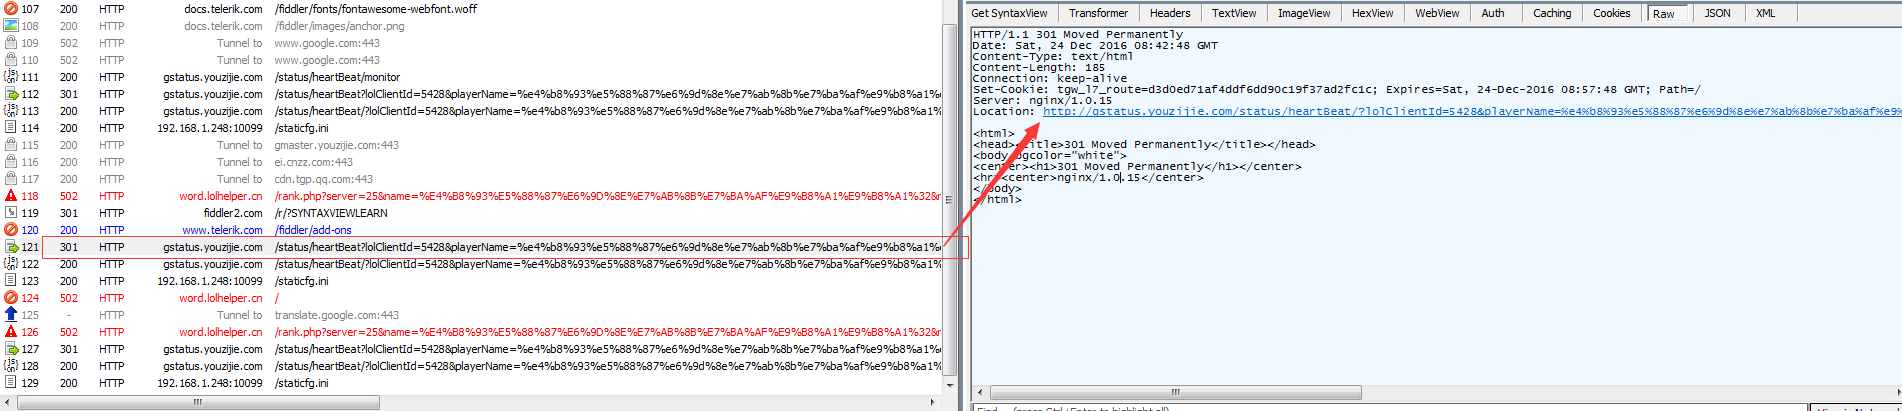 107 200 HTTP docs.telerik.com /fiddler/fonts/fontawesome-webfont.woff
108 200 HTTP docs.telerik.com /fiddler/images/anchor.png
109 502 HTTP Tunnel to www.google.com:443
110 502 HTTP Tunnel to www.google.com:443
111 200 HTTP gstatus.youzijie.com /status/heartBeat/monitor
112 301 HTTP gstatus.youzijie.com /status/heartBeat?lolClientId=5428&playerName=%e4%b8%93%e5%88%87%e6%9d%8e%e7%ab%8b%e7%ba%af%e9%b8%a1%
113 200 HTTP gstatus.youzijie.com /status/heartBeat/?lolClientId=5428&playerName=%e4%b8%93%e5%88%87%e6%9d%8e%e7%ab%8b%e7%ba%af%e9%b8%a1%
114 200 HTTP 192.168.1.248:10099 /staticfg.ini
115 200 HTTP Tunnel to gmaster.youzijie.com:443
116 200 HTTP Tunnel to ei.cnzz.com:443
117 200 HTTP Tunnel to cdn.tgp.qq.com:443
118 502 HTTP word.lolhelper.cn /rank.php?server=25&name=%E4%B8%93%E5%88%87%E6%9D%8E%E7%AB%8B%E7%BA%AF%E9%B8%A1%E9%B8%A1%32&r
119 301 HTTP fiddler2.com /r/?SYNTAXVIEWLEARN
120 200 HTTP www.telerik.com /fiddler/add-ons
121 301 HTTP gstatus.youzijie.com /status/heartBeat?lolClientId=5428&playerName=%e4%b8%93%e5%88%87%e6%9d%8e%e7%ab%8b%e7%ba%af%e9%b8%a1%
122 200 HTTP gstatus.youzijie.com /status/heartBeat/?lolClientId=5428&playerName=%e4%b8%93%e5%88%87%e6%9d%8e%e7%ab%8b%e7%ba%af%e9%b8%a1%
123 200 HTTP 192.168.1.248:10099 /staticfg.ini
124 502 HTTP word.lolhelper.cn /
125 - HTTP Tunnel to translate.google.com:443
126 502 HTTP word.lolhelper.cn /rank.php?server=25&name=%E4%B8%93%E5%88%87%E6%9D%8E%E7%AB%8B%E7%BA%AF%E9%B8%A1%E9%B8%A1%32&r
127 301 HTTP gstatus.youzijie.com /status/heartBeat?lolClientId=5428&playerName=%e4%b8%93%e5%88%87%e6%9d%8e%e7%ab%8b%e7%ba%af%e9%b8%a1%
128 200 HTTP gstatus.youzijie.com /status/heartBeat/?lolClientId=5428&playerName=%e4%b8%93%e5%88%87%e6%9d%8e%e7%ab%8b%e7%ba%af%e9%b8%a1%
129 200 HTTP 192.168.1.248:10099 /staticfg.ini
Get SyntaxView Transformer Headers TextView ImageView HexView WebView Auth Caching Cookies Raw JSON XML
HTTP/1.1 301 Moved Permanently
Date: Sat, 24 Dec 2016 08:42:48 GMT
Content-Type: text/html
Content-Length: 185
Connection: keep-alive
Set-Cookie: tgw_l7_route=d3d0ed71af4ddf6dd90c19f37ad2fc1c; Expires=Sat, 24-Dec-2016 08:57:48 GMT; Path=/
Server: nginx/1.0.15
Location: http://gstatus.youzijie.com/status/heartBeat/?lolClientId=5428&playerName=%e4%b8%93%e5%88%87%e6%9d%8e%e7%ab%8b%e7%ba%af%e9%
<html>
<head><title>301 Moved Permanently</title></head>
<body bgcolor="white">
<center><h1>301 Moved Permanently</h1></center>
<hr><center>nginx/1.0.15</center>
</body>
</html>
Find... (press Ctrl+Enter to highlight all)